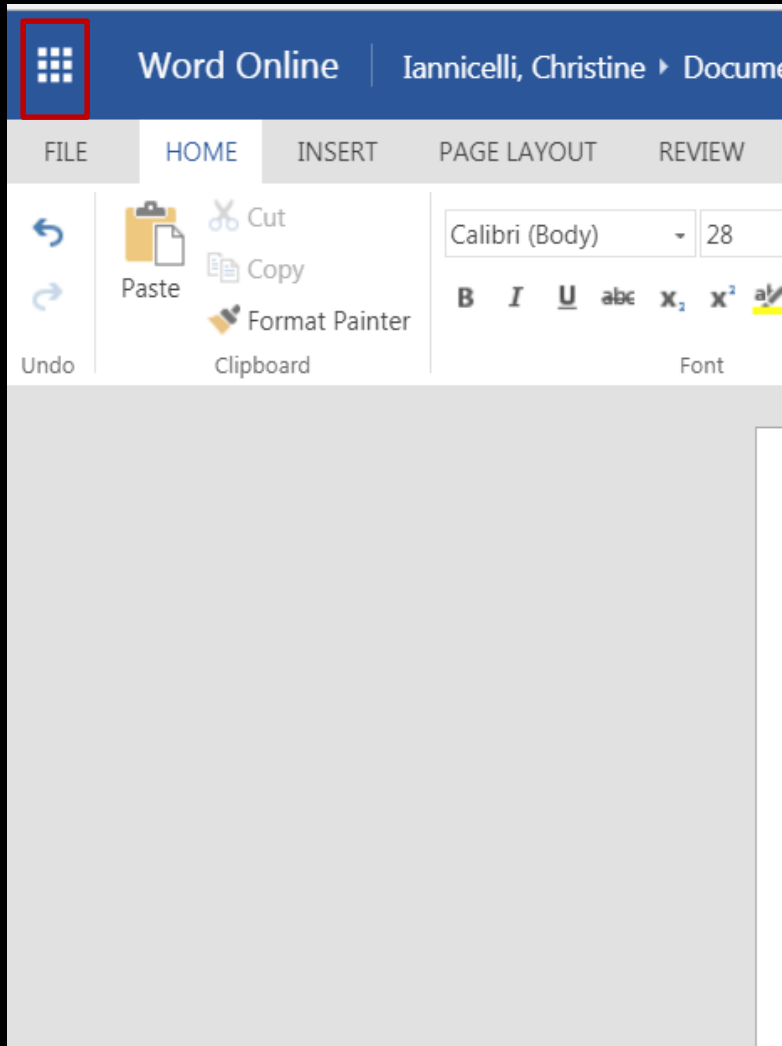 Word Online Iannicelli, Christine Docume
FILE HOME INSERT PAGE LAYOUT REVIEW
Cut
Calibri (Body) 28
Copy
Paste
B I U abc x₂ x² ab
Format Painter
Undo Clipboard Font